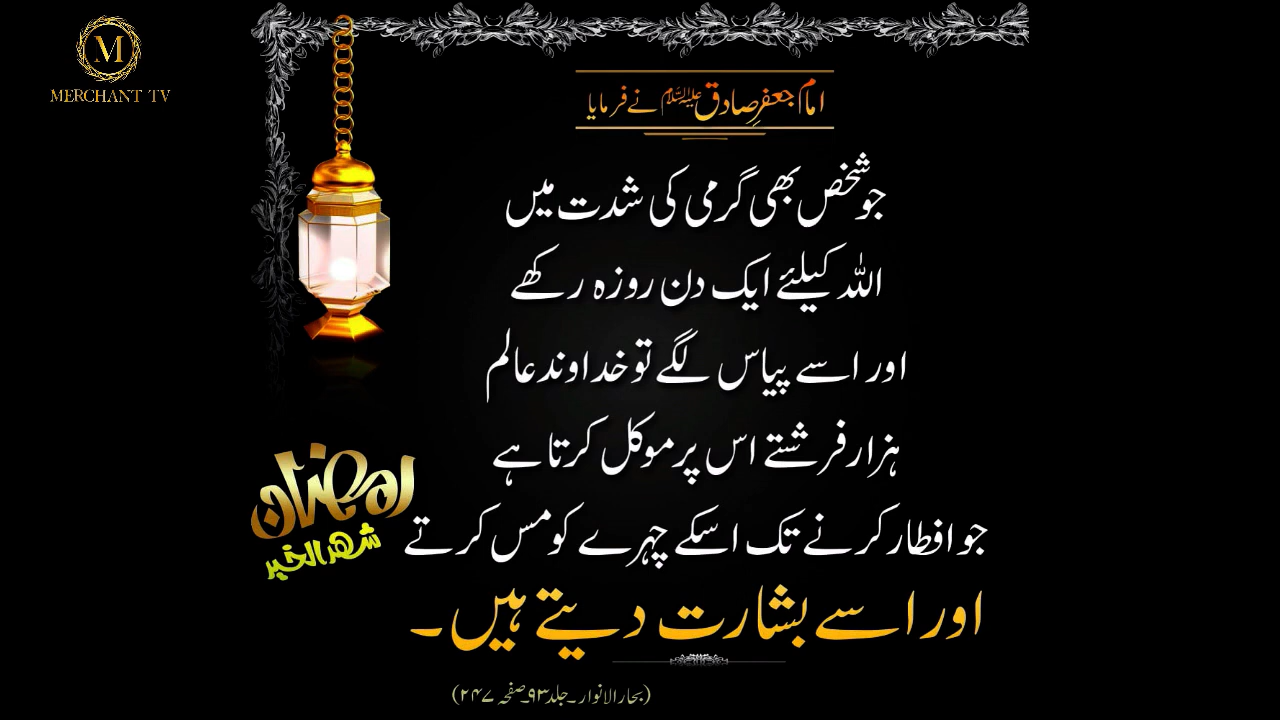 MERCHANT TV
امام جعفر صادق علیہ السلام نے فرمایا
جو شخص بھی گرمی کی شدت میں
اللہ کیلئے ایک دن روزہ رکھے
اور اسے پیاس لگے تو خداوند عالم
ہزار فرشتے اس پر موکل کرتا ہے
جو افطار کرنے تک اسکے چہرے کو مس کرتے
اور اسے بشارت دیتے ہیں۔
(بحار الانوار۔ جلد ۹۳۔ صفحہ ۲۴۷)
رمضان
شهر الخير
M